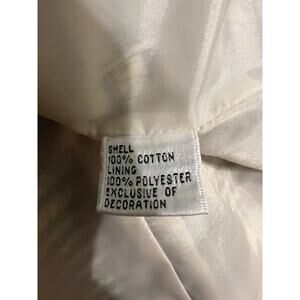 SHELL
100% COTTON
LINING
100% POLYESTER
EXCLUSIVE OF
DECORATION